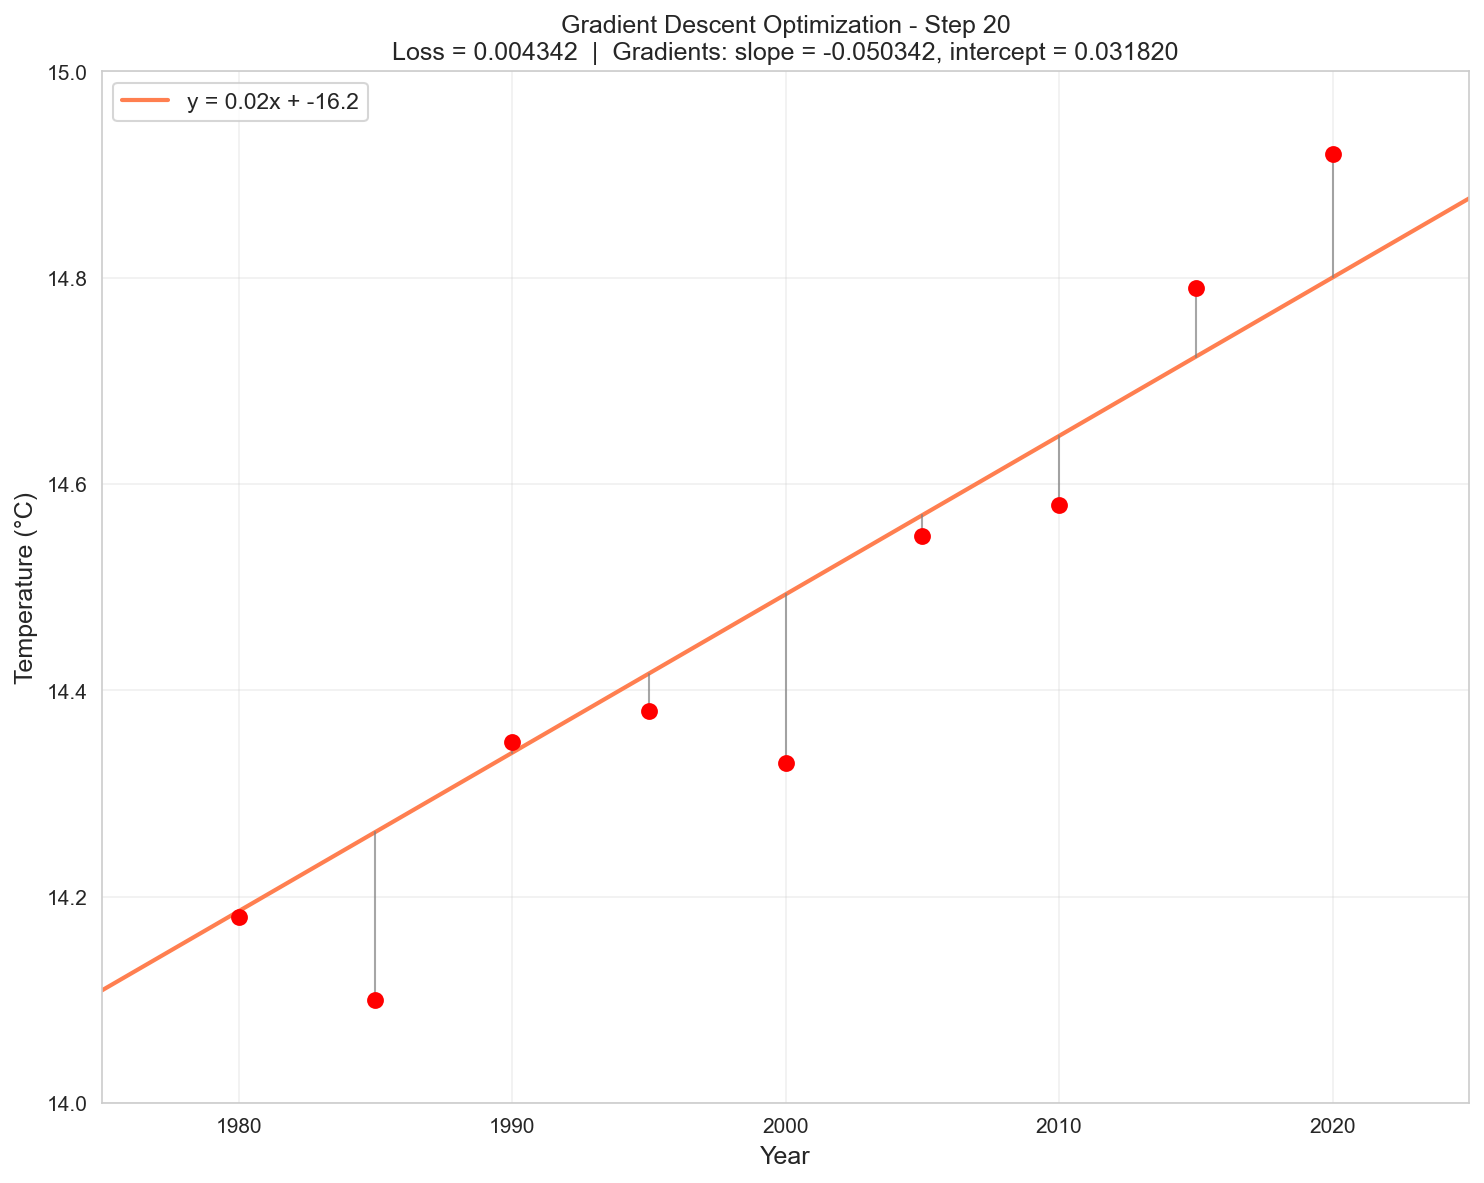 Gradient Descent Optimization - Step 20
Loss = 0.004342 | Gradients: slope = -0.050342, intercept = 0.031820
y = 0.02x + -16.2
Temperature (°C)
15.0
14.8
14.6
14.4
14.2
14.0
1980 1990 2000 2010 2020
Year